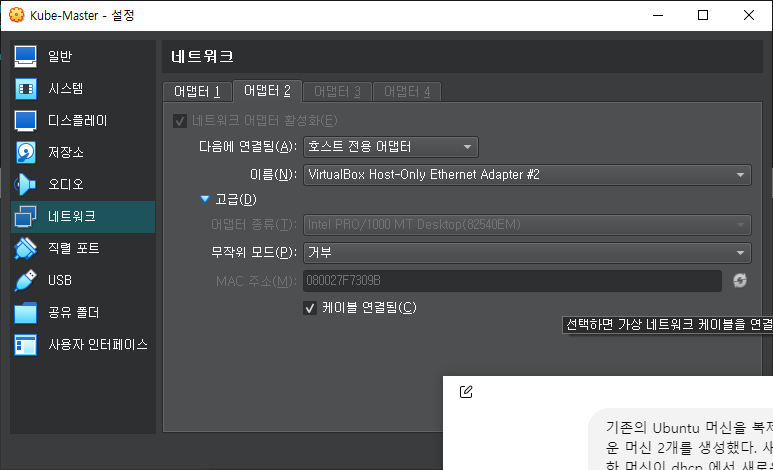 Kube-Master - 설정
일반
시스템
디스플레이
저장소
오디오
네트워크
직렬 포트
USB
공유 폴더
사용자 인터페이스
네트워크
어댑터 1 어댑터 2 어댑터 3 어댑터 4
네트워크 어댑터 활성화(E)
다음에 연결됨(A): 호스트 전용 어댑터
이름(N): VirtualBox Host-Only Ethernet Adapter #2
고급(D)
어댑터 종류(T): Intel PRO/1000 MT Desktop(82540EM)
무작위 모드(P): 거부
MAC 주소(M): 080027F7309B
케이블 연결됨(C)
선택하면 가상 네트워크 케이블을 연결
기존의 Ubuntu 머신을 복제
운 머신 2개를 생성했다. 새
한 머신이 dhcp 에서 새로운